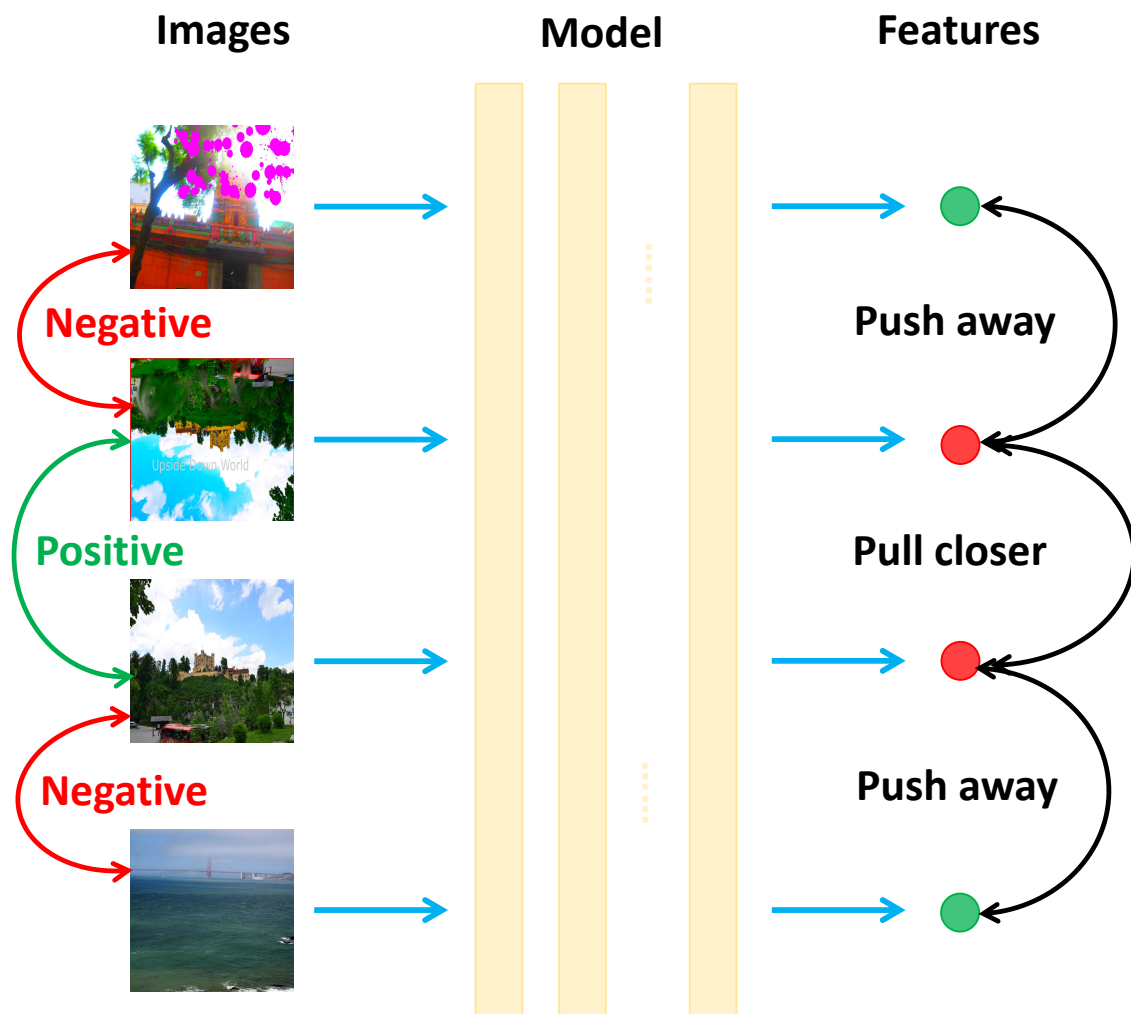 Images
Model
Features
Negative
Push away
Upside Down World
Positive
Pull closer
Negative
Push away